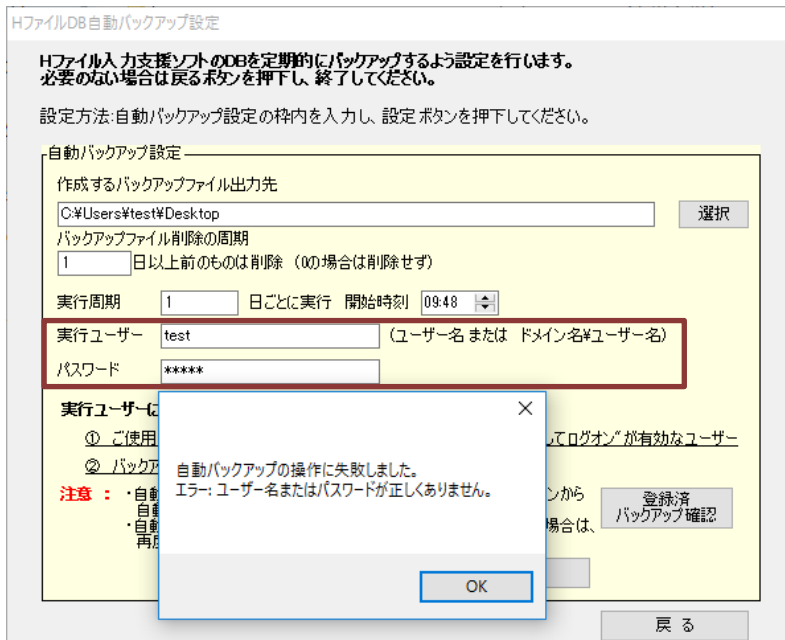 HファイルDB自動バックアップ設定
Hファイル入力支援ソフトのDBを定期的にバックアップするよう設定を行います。
必要のない場合は戻るボタンを押下し、終了してください。
設定方法:自動バックアップ設定の枠内を入力し、設定ボタンを押下してください。
自動バックアップ設定
作成するバックアップファイル出力先
C:¥Users¥test¥Desktop 選択
バックアップファイル削除の周期
1 日以上前のものは削除 (0の場合は削除せず)
実行周期 1 日ごとに実行 開始時刻 09:48
実行ユーザー test (ユーザー名 または ドメイン名¥ユーザー名)
パスワード *****
実行ユーザーに
① ご使用 してログオン"が有効なユーザー
② バックア
自動バックアップの操作に失敗しました。
エラー: ユーザー名またはパスワードが正しくありません。
注意 : ・自動 ンから
自動
・自動 場合は、
再度
登録済
バックアップ確認
OK
戻る